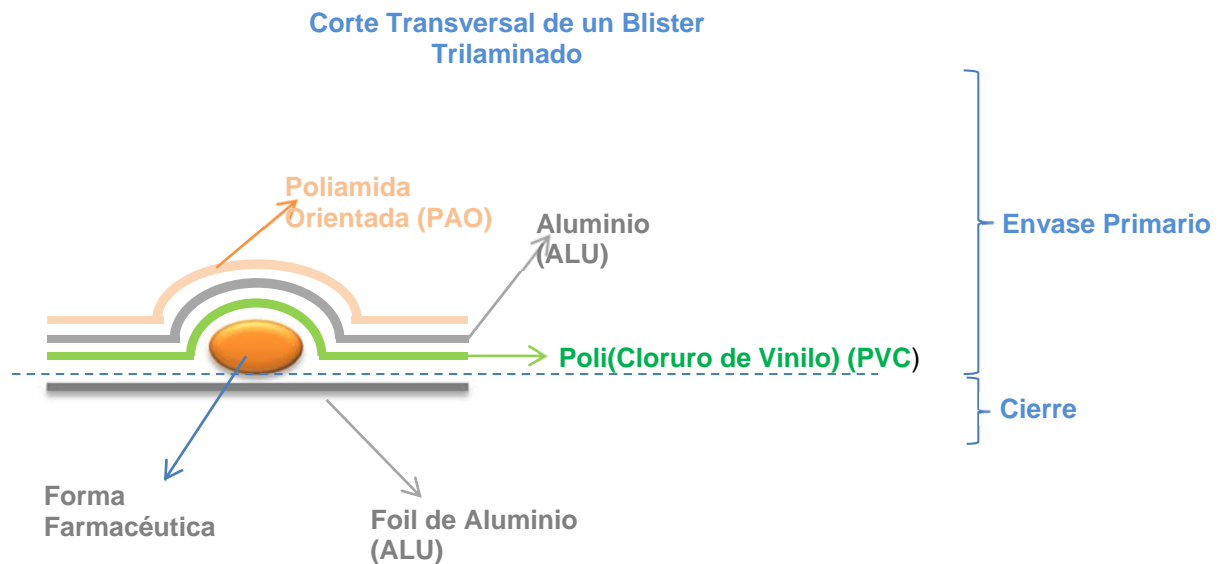 Corte Transversal de un Blister
Trilaminado
Poliamida
Orientada (PAO)
Aluminio
(ALU)
Envase Primario
Poli(Cloruro de Vinilo) (PVC)
Cierre
Forma
Farmacéutica
Foil de Aluminio
(ALU)